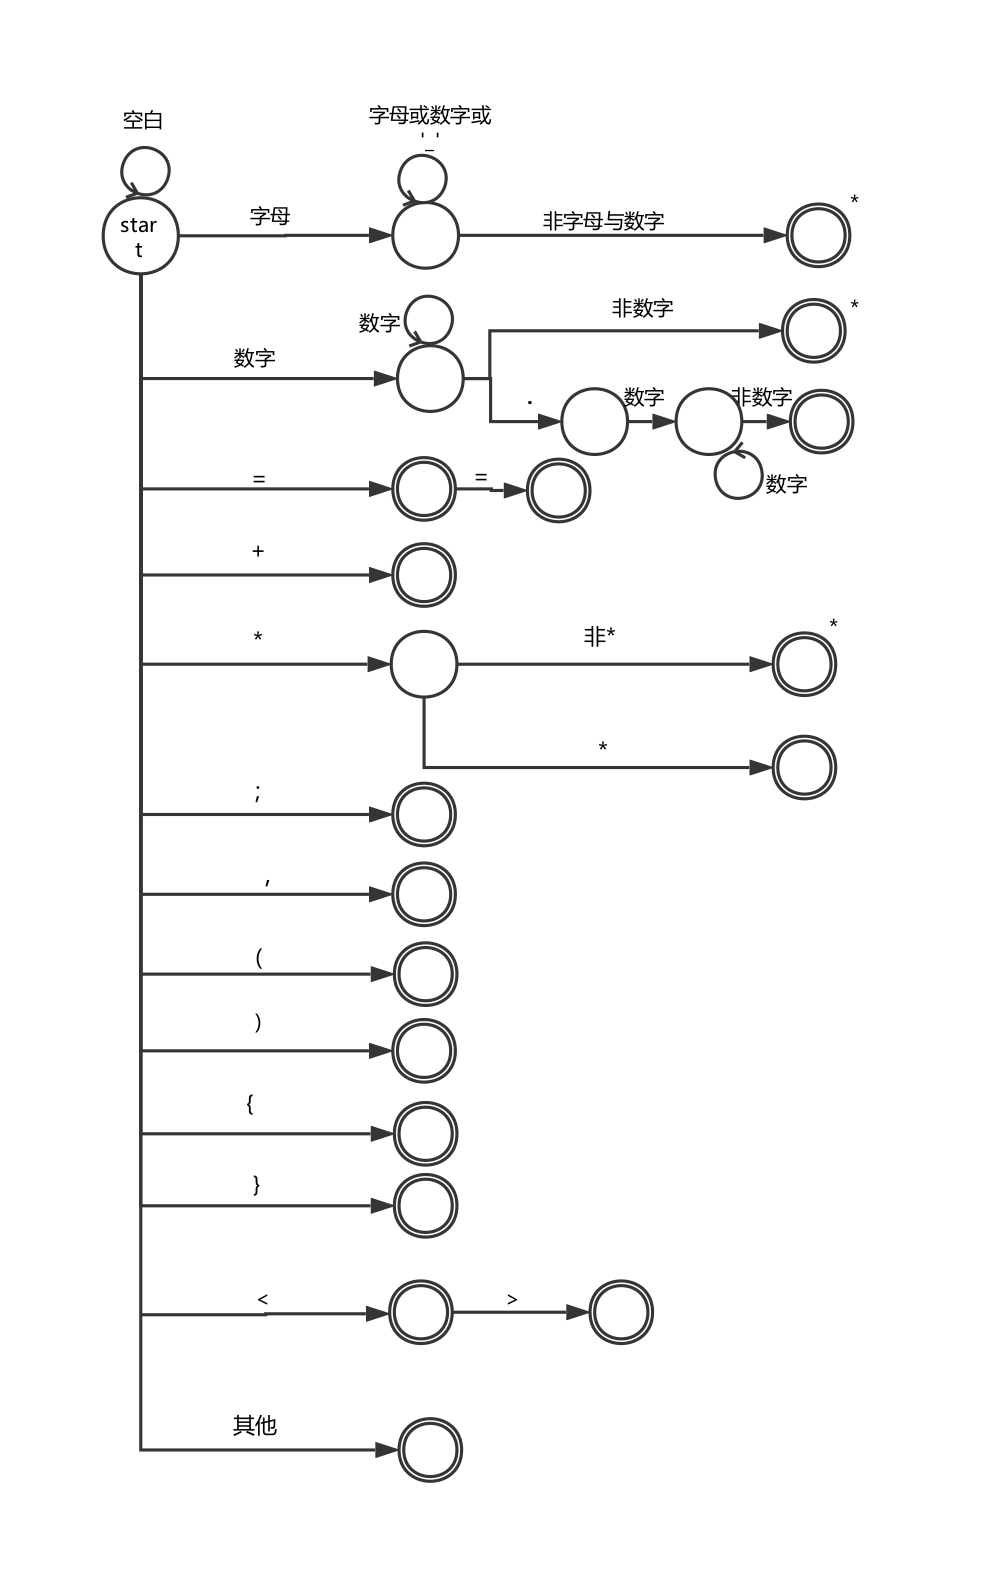 空白
字母或数字或
' '
_
start
字母
非字母与数字
*
数字
非数字
*
数字
.
数字
非数字
数字
=
=
+
*
非*
*
*
;
,
(
)
{
}
<
>
其他